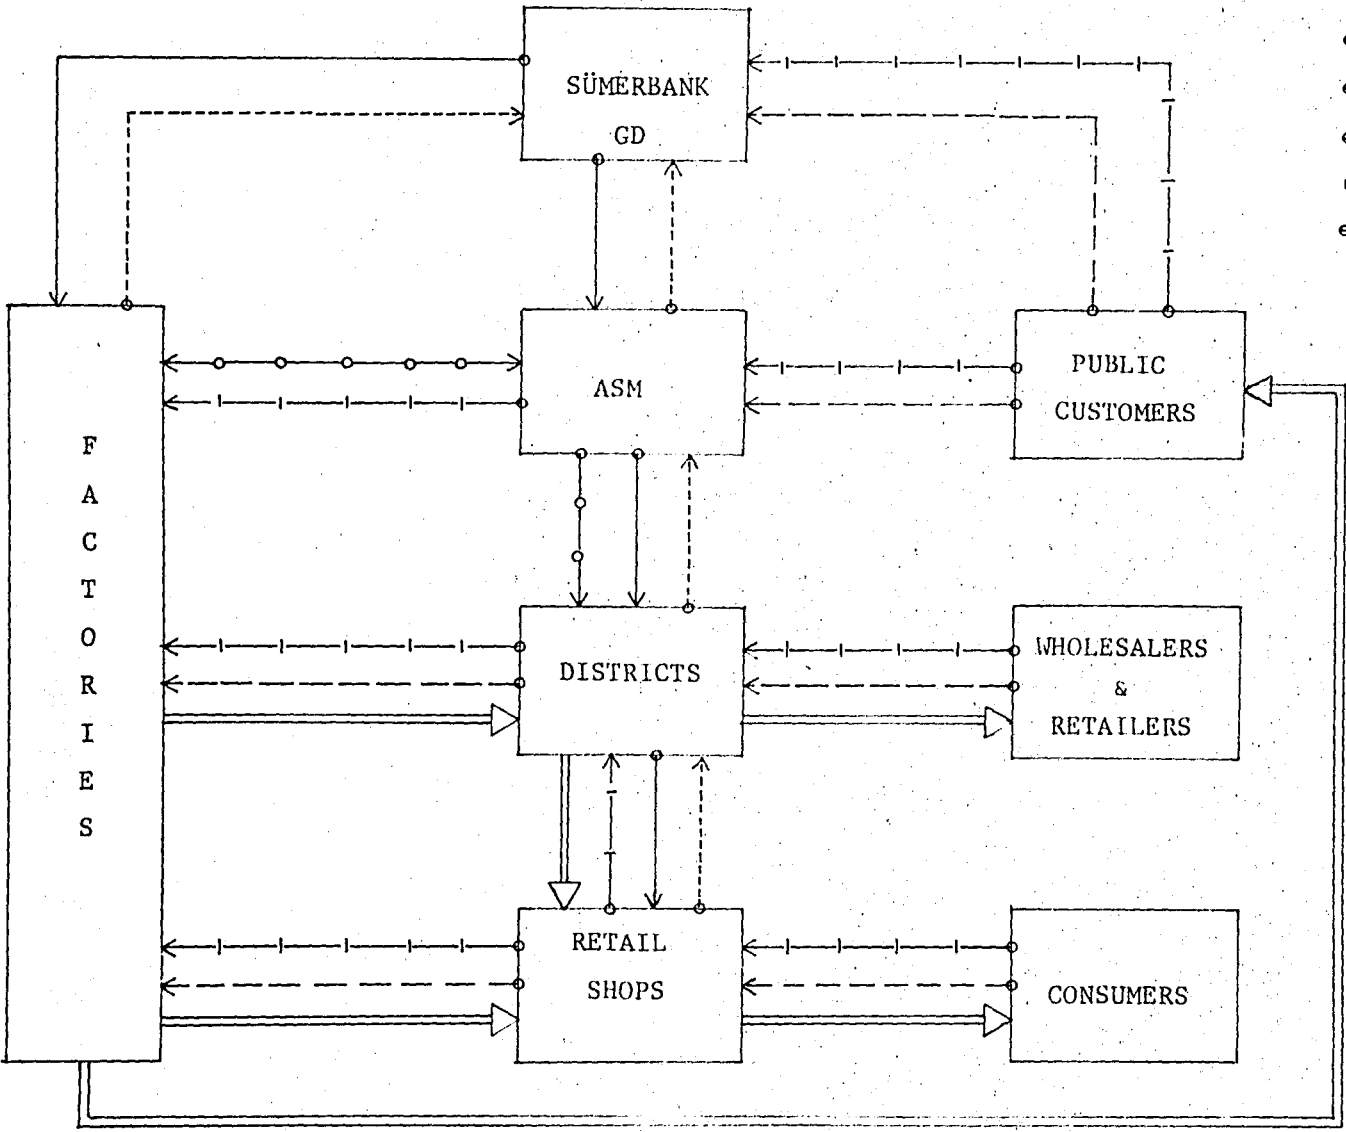 SÜMERBANK
GD
ASM
PUBLIC
CUSTOMERS
F
A
C
T
O
R
I
E
S
DISTRICTS
WHOLESALERS
&
RETAILERS
RETAIL
SHOPS
CONSUMERS